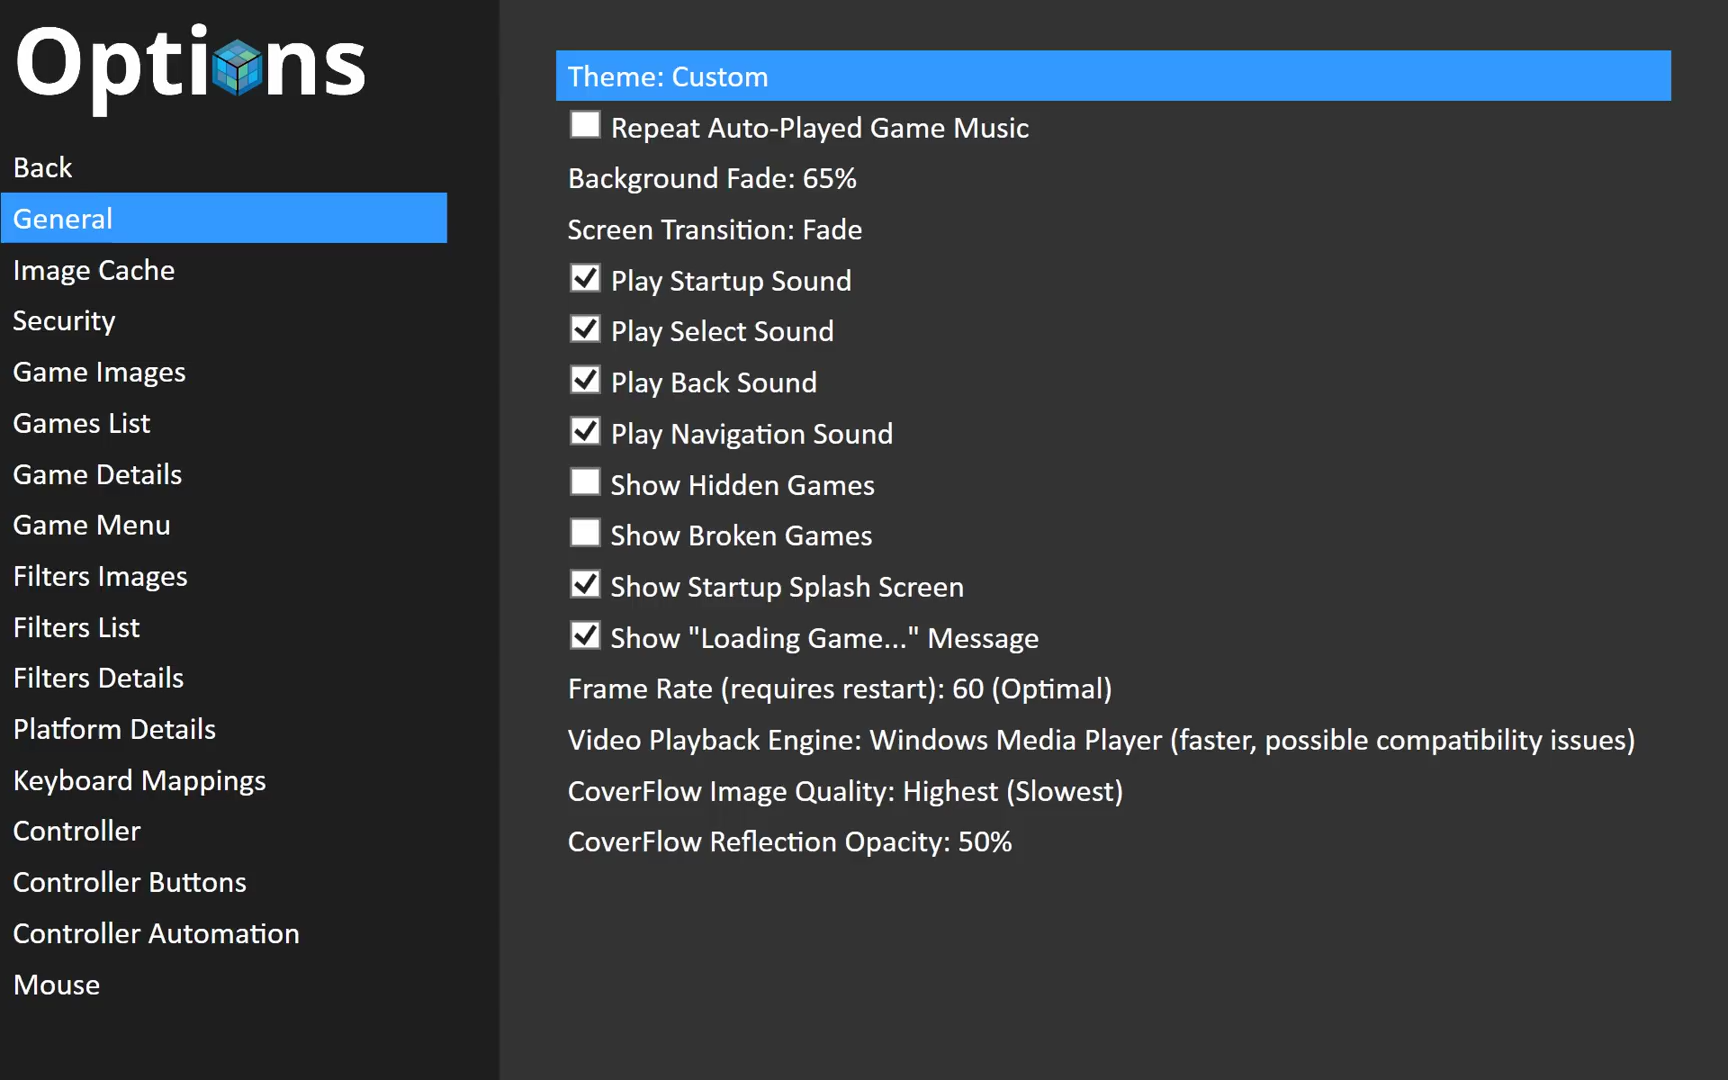 Options
Back
General
Image Cache
Security
Game Images
Games List
Game Details
Game Menu
Filters Images
Filters List
Filters Details
Platform Details
Keyboard Mappings
Controller
Controller Buttons
Controller Automation
Mouse
Theme: Custom
Repeat Auto-Played Game Music
Background Fade: 65%
Screen Transition: Fade
Play Startup Sound
Play Select Sound
Play Back Sound
Play Navigation Sound
Show Hidden Games
Show Broken Games
Show Startup Splash Screen
Show "Loading Game..." Message
Frame Rate (requires restart): 60 (Optimal)
Video Playback Engine: Windows Media Player (faster, possible compatibility issues)
CoverFlow Image Quality: Highest (Slowest)
CoverFlow Reflection Opacity: 50%